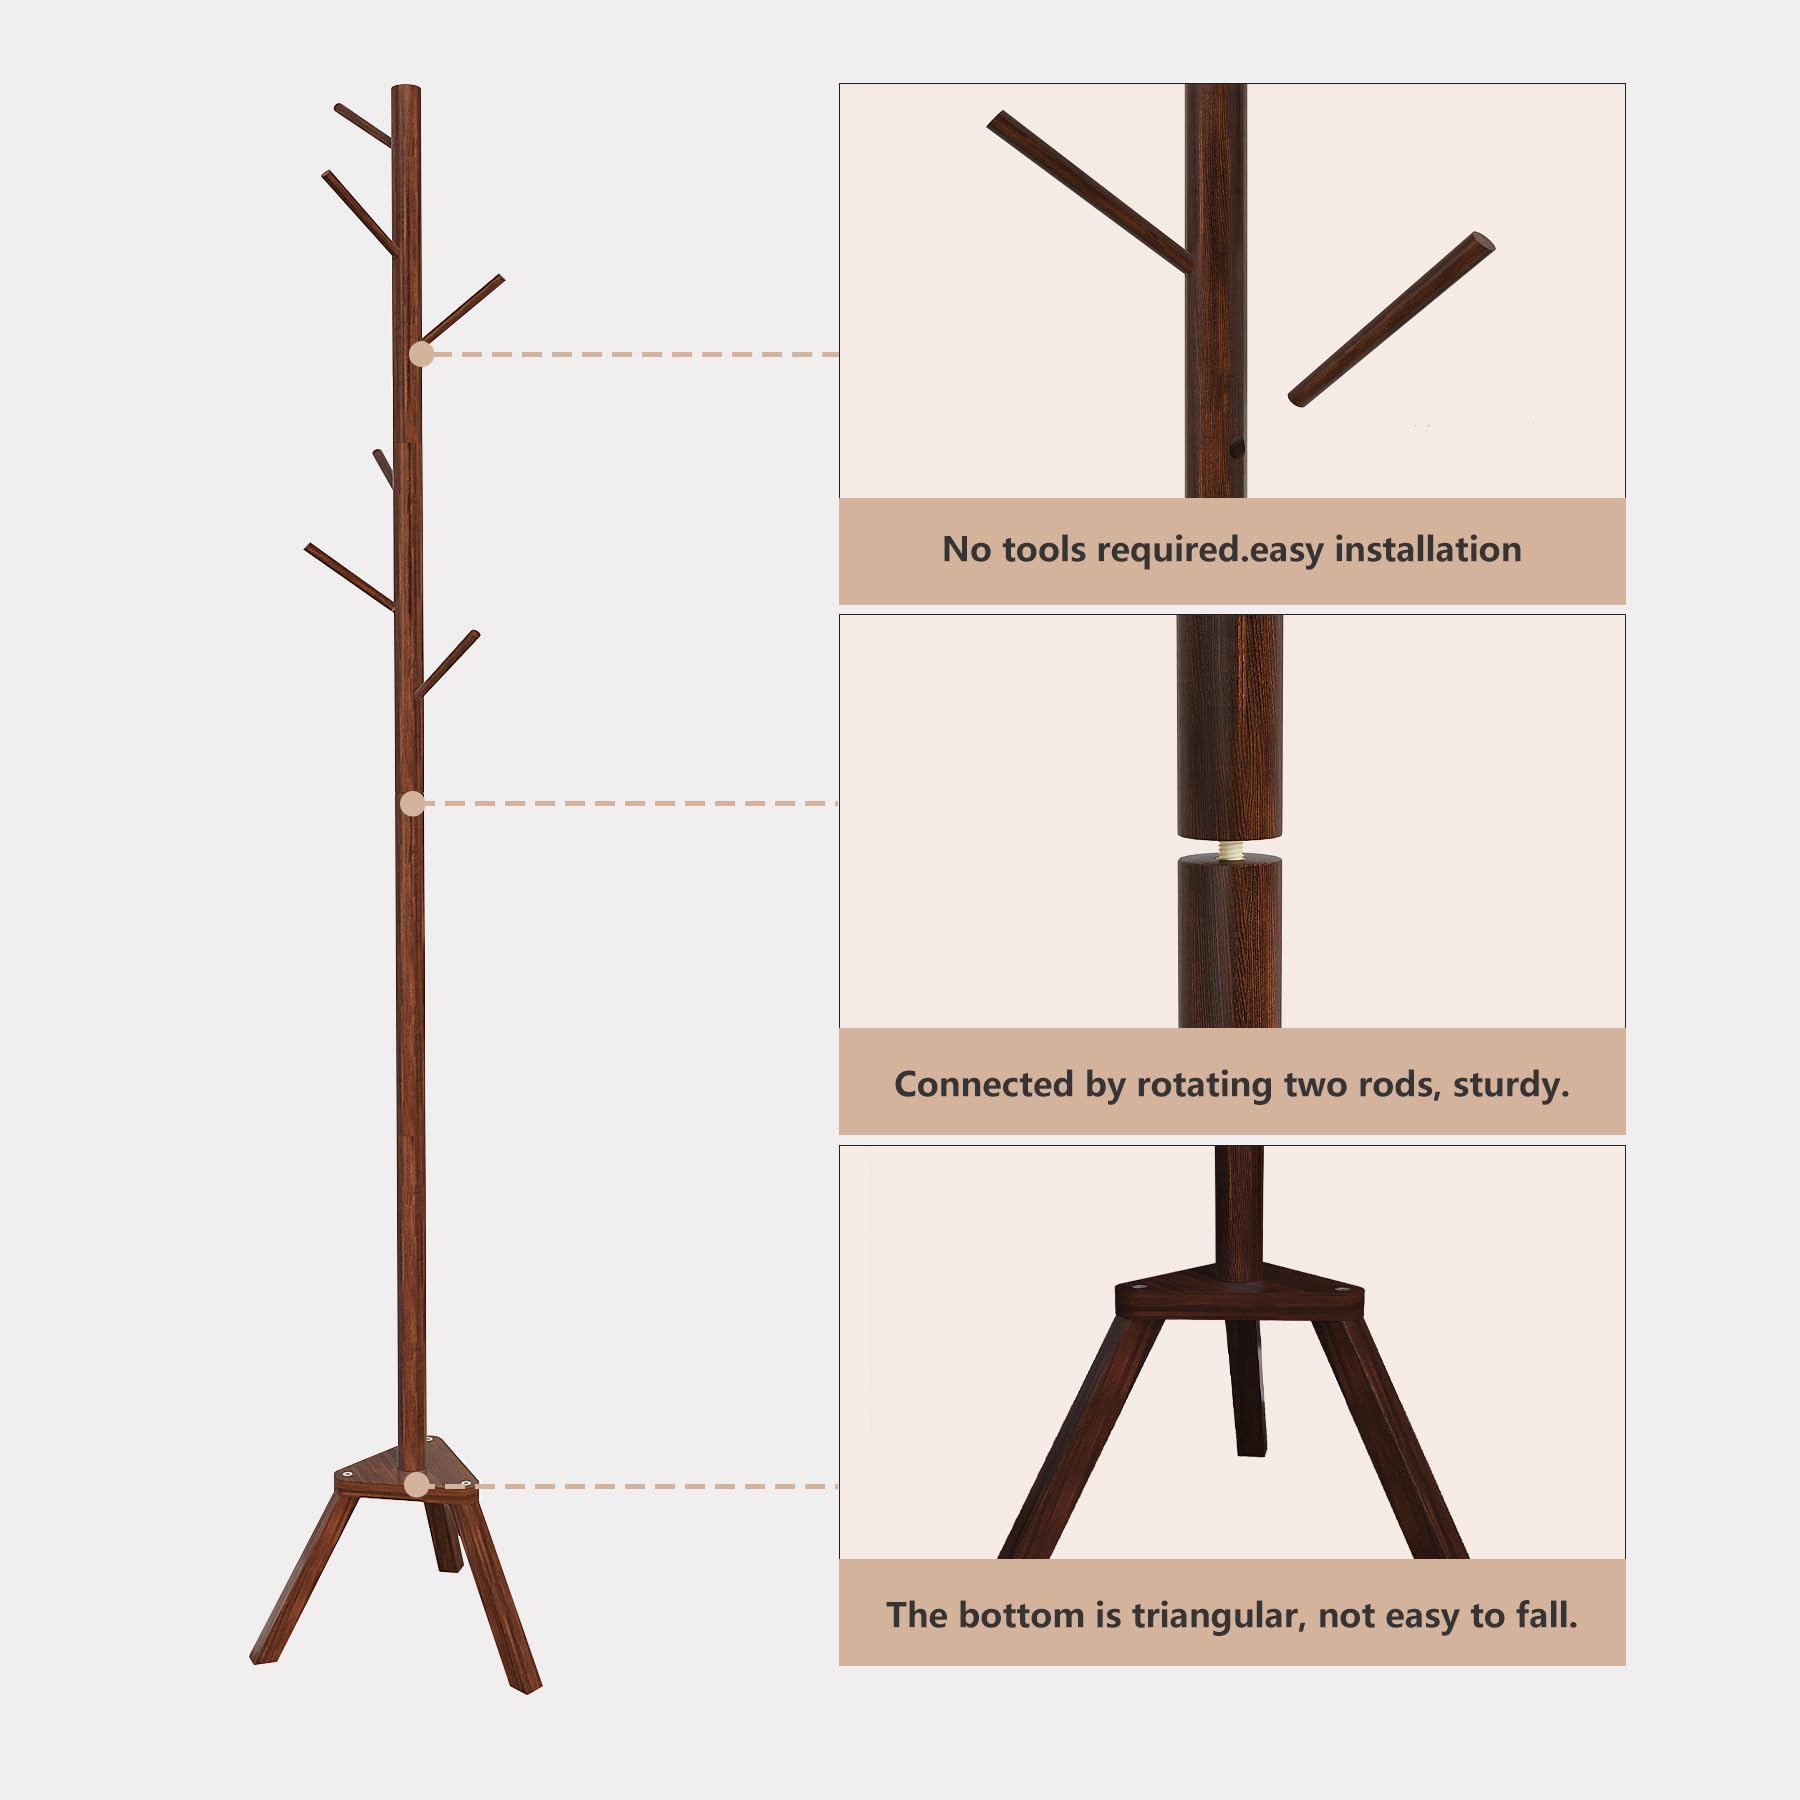 No tools required.easy installation
Connected by rotating two rods, sturdy.
The bottom is triangular, not easy to fall.